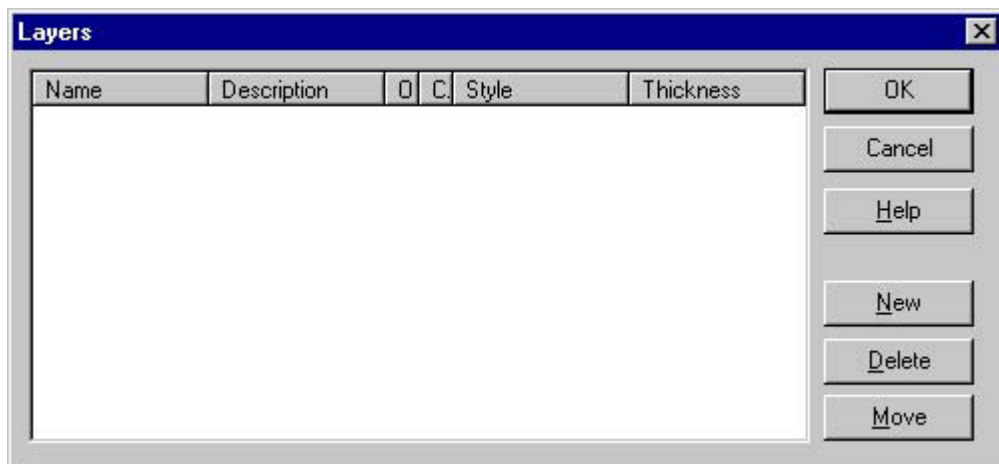 Layers
Name Description O C. Style Thickness
OK
Cancel
Help
New
Delete
Move